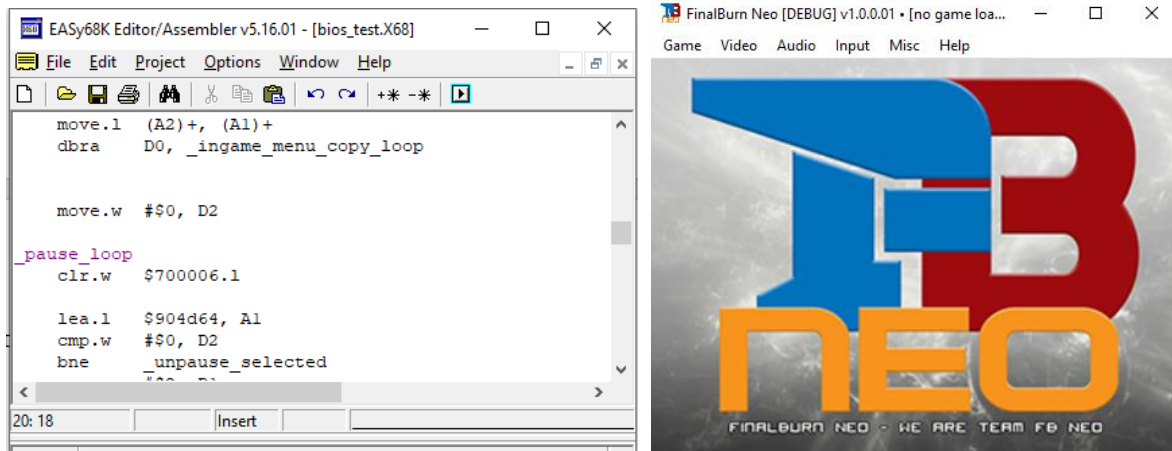 EASy68K Editor/Assembler v5.16.01 - [bios_test.X68]
File Edit Project Options Window Help
+* -*
move.l (A2)+, (A1)+
dbra D0, _ingame_menu_copy_loop
move.w #$0, D2
_pause_loop
clr.w $700006.l
lea.l $904d64, A1
cmp.w #$0, D2
bne _unpause_selected
20: 18
Insert
FinalBurn Neo [DEBUG] v1.0.0.01 • [no game loa...
Game Video Audio Input Misc Help
FB
NEO
FINALBURN NEO - WE ARE TEAM FB NEO